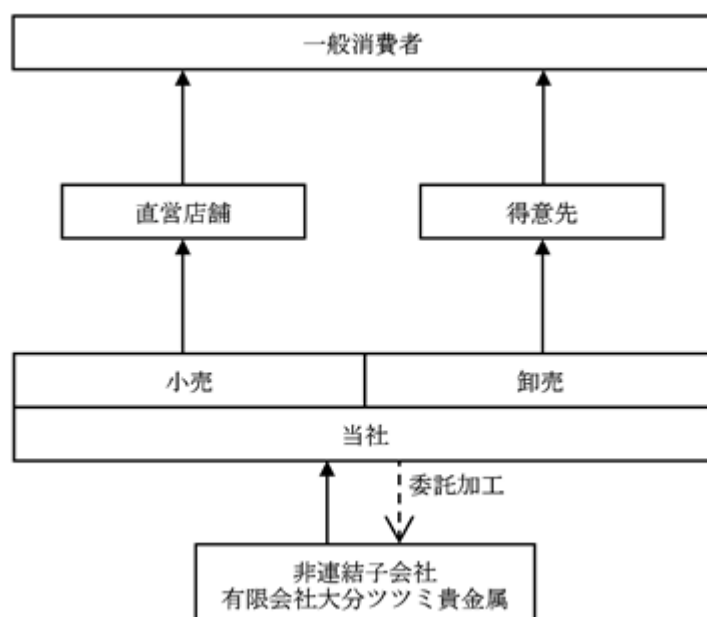 一般消費者
直営店舗
得意先
小売
卸売
当社
委託加工
非連結子会社
有限会社大分ツツミ貴金属